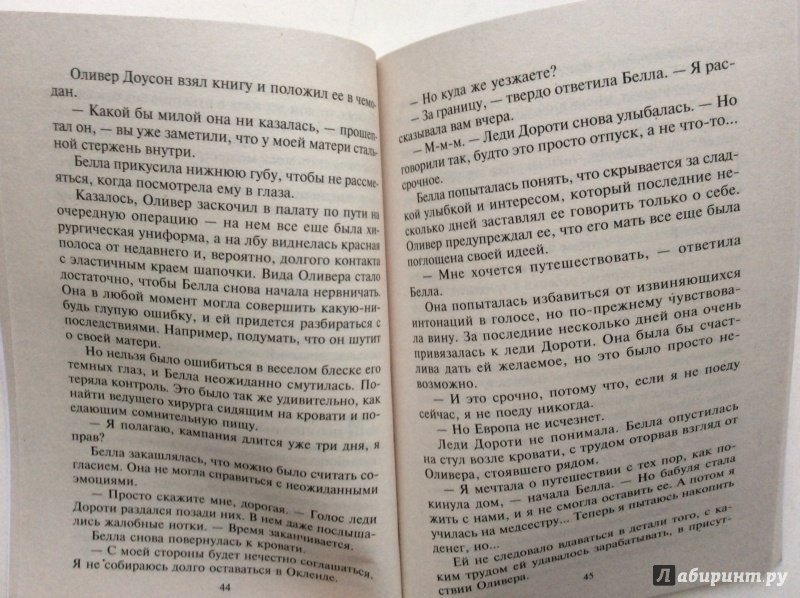 Оливер Доусон взял книгу и положил ее в чемо-
дан.
— Какой бы милой она ни казалась, — прошеп-
тал он, — вы уже заметили, что у моей матери сталь-
ной стержень внутри.
Белла прикусила нижнюю губу, чтобы не рассме-
яться, когда посмотрела ему в глаза.
Казалось, Оливер заскочил в палату по пути на
очередную операцию — на нем все еще была хи-
рургическая униформа, а на лбу виднелась красная
полоса от недавнего и, вероятно, долгого контакта
с эластичным краем шапочки. Вида Оливера стало
достаточно, чтобы Белла снова начала нервничать.
Она в любой момент могла совершить какую-ни-
будь глупую ошибку, и ей придется разбираться с
последствиями. Например, подумать, что он шутит
о своей матери.
Но нельзя было ошибиться в веселом блеске его
темных глаз, и Белла неожиданно смутилась. По-
теряла контроль. Это было так же удивительно, как
найти ведущего хирурга сидящим на кровати и по-
едающим сомнительную пищу.
— Я полагаю, кампания длится уже три дня, я
прав?
Белла закашлялась, что можно было считать со-
гласием. Она не могла справиться с неожиданными
эмоциями.
— Просто скажите мне, дорогая. — Голос леди
Дороти раздался позади них. В нем даже послыша-
лись жалобные нотки. — Время заканчивается.
Белла снова повернулась к кровати.
— С моей стороны будет нечестно соглашаться.
Я не собираюсь долго оставаться в Окленде.
44
— Но куда же уезжаете?
— За границу, — твердо ответила Белла. — Я рас-
сказывала вам вчера.
— М-м-м. — Леди Дороти снова улыбалась. — Но
говорили так, будто это просто отпуск, а не что-то...
срочное.
Белла попыталась понять, что скрывается за слад-
кой улыбкой и интересом, который последние не-
сколько дней заставлял ее говорить только о себе.
Оливер предупреждал ее, что его мать все еще была
поглощена своей идеей.
— Мне хочется путешествовать, — ответила
Белла.
Она попыталась избавиться от извиняющихся
интонаций в голосе, но по-прежнему чувствова-
ла вину. За последние несколько дней она очень
привязалась к леди Дороти. Она была бы счаст-
лива дать ей желаемое, но это было просто не-
возможно.
— И это срочно, потому что, если я не поеду
сейчас, я не поеду никогда.
— Но Европа не исчезнет.
Леди Дороти не понимала. Белла опустилась
на стул возле кровати, с трудом оторвав взгляд от
Оливера, стоявшего рядом.
— Я мечтала о путешествии с тех пор, как по-
кинула дом, — начала Белла. — Но бабуля стала
жить с нами, и я не смогла оставить ее. А потом я
училась на медсестру... Теперь я пытаюсь накопить
денег, но...
Ей не следовало вдаваться в детали того, с ка-
ким трудом ей удавалось зарабатывать, в присут-
ствии Оливера.
45
Лабиринт.ру